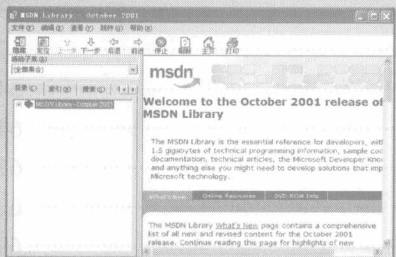 MSDN Library - October 2001
文件(F) 编辑(E) 查看(V) 转到(G) 帮助(H)
隐藏 定位 上一步 下一步 后退 前进 停止 刷新 主页 打印
活动子集(B)
(全部集合)
目录(C) 索引(N) 搜索(S)
MSDN Library - October 2001
msdn
Welcome to the October 2001 release of
MSDN Library
The MSDN Library is the essential reference for developers, with
1.5 gigabytes of technical programming information, sample code
documentation, technical articles, the Microsoft Developer Know
and anything else you might need to develop solutions that imp
Microsoft technology.
What's New Online Resources DVD-ROM Info
The MSDN Library What's New page contains a comprehensive
list of all new and revised content for the October 2001
release. Continue reading this page for highlights of new